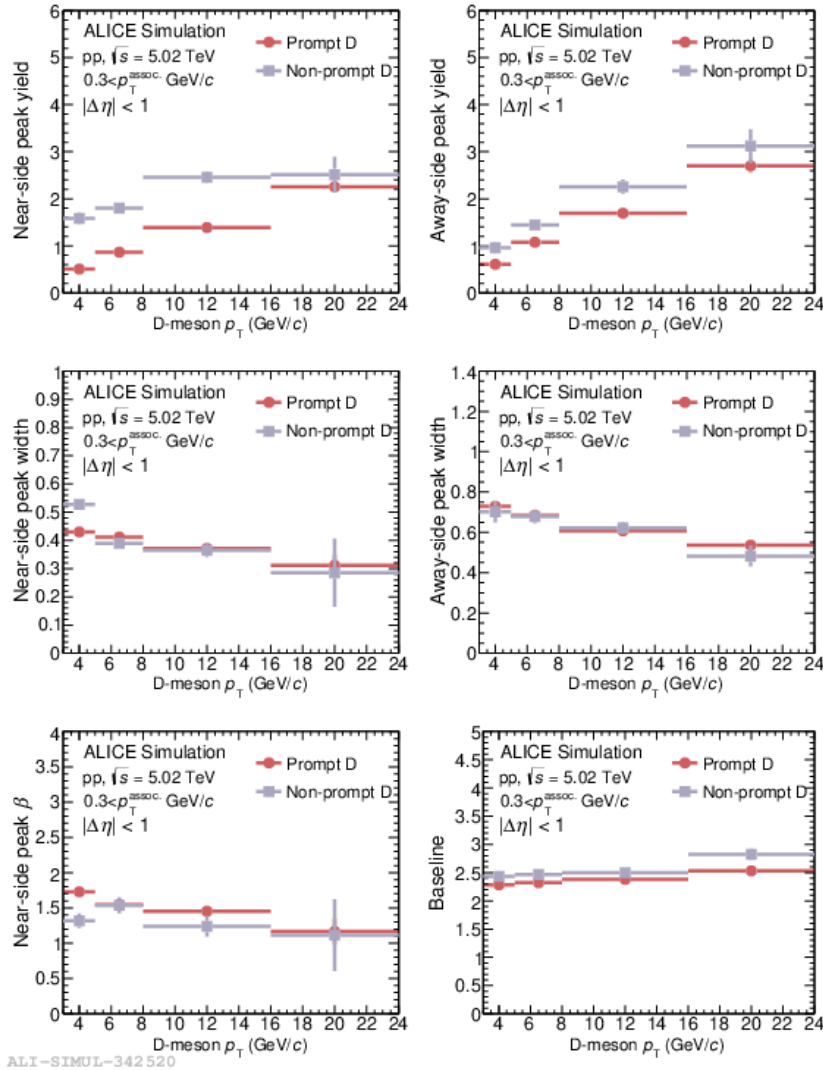 Near-side peak yield
6
5
4
3
2
1
0
ALICE Simulation
pp, √s = 5.02 TeV
0.3<p_T^assoc. GeV/c
|Δη| < 1
Prompt D
Non-prompt D
4 6 8 10 12 14 16 18 20 22 24
D-meson p_T (GeV/c)
Away-side peak yield
6
5
4
3
2
1
0
ALICE Simulation
pp, √s = 5.02 TeV
0.3<p_T^assoc. GeV/c
|Δη| < 1
Prompt D
Non-prompt D
4 6 8 10 12 14 16 18 20 22 24
D-meson p_T (GeV/c)
Near-side peak width
1
0.9
0.8
0.7
0.6
0.5
0.4
0.3
0.2
0.1
0
ALICE Simulation
pp, √s = 5.02 TeV
0.3<p_T^assoc. GeV/c
|Δη| < 1
Prompt D
Non-prompt D
4 6 8 10 12 14 16 18 20 22 24
D-meson p_T (GeV/c)
Away-side peak width
1.4
1.2
1
0.8
0.6
0.4
0.2
0
ALICE Simulation
pp, √s = 5.02 TeV
0.3<p_T^assoc. GeV/c
|Δη| < 1
Prompt D
Non-prompt D
4 6 8 10 12 14 16 18 20 22 24
D-meson p_T (GeV/c)
Near-side peak β
4
3.5
3
2.5
2
1.5
1
0.5
0
ALICE Simulation
pp, √s = 5.02 TeV
0.3<p_T^assoc. GeV/c
|Δη| < 1
Prompt D
Non-prompt D
4 6 8 10 12 14 16 18 20 22 24
D-meson p_T (GeV/c)
Baseline
5
4.5
4
3.5
3
2.5
2
1.5
1
0.5
0
ALICE Simulation
pp, √s = 5.02 TeV
0.3<p_T^assoc. GeV/c
|Δη| < 1
Prompt D
Non-prompt D
4 6 8 10 12 14 16 18 20 22 24
D-meson p_T (GeV/c)
ALI-SIMUL-342520